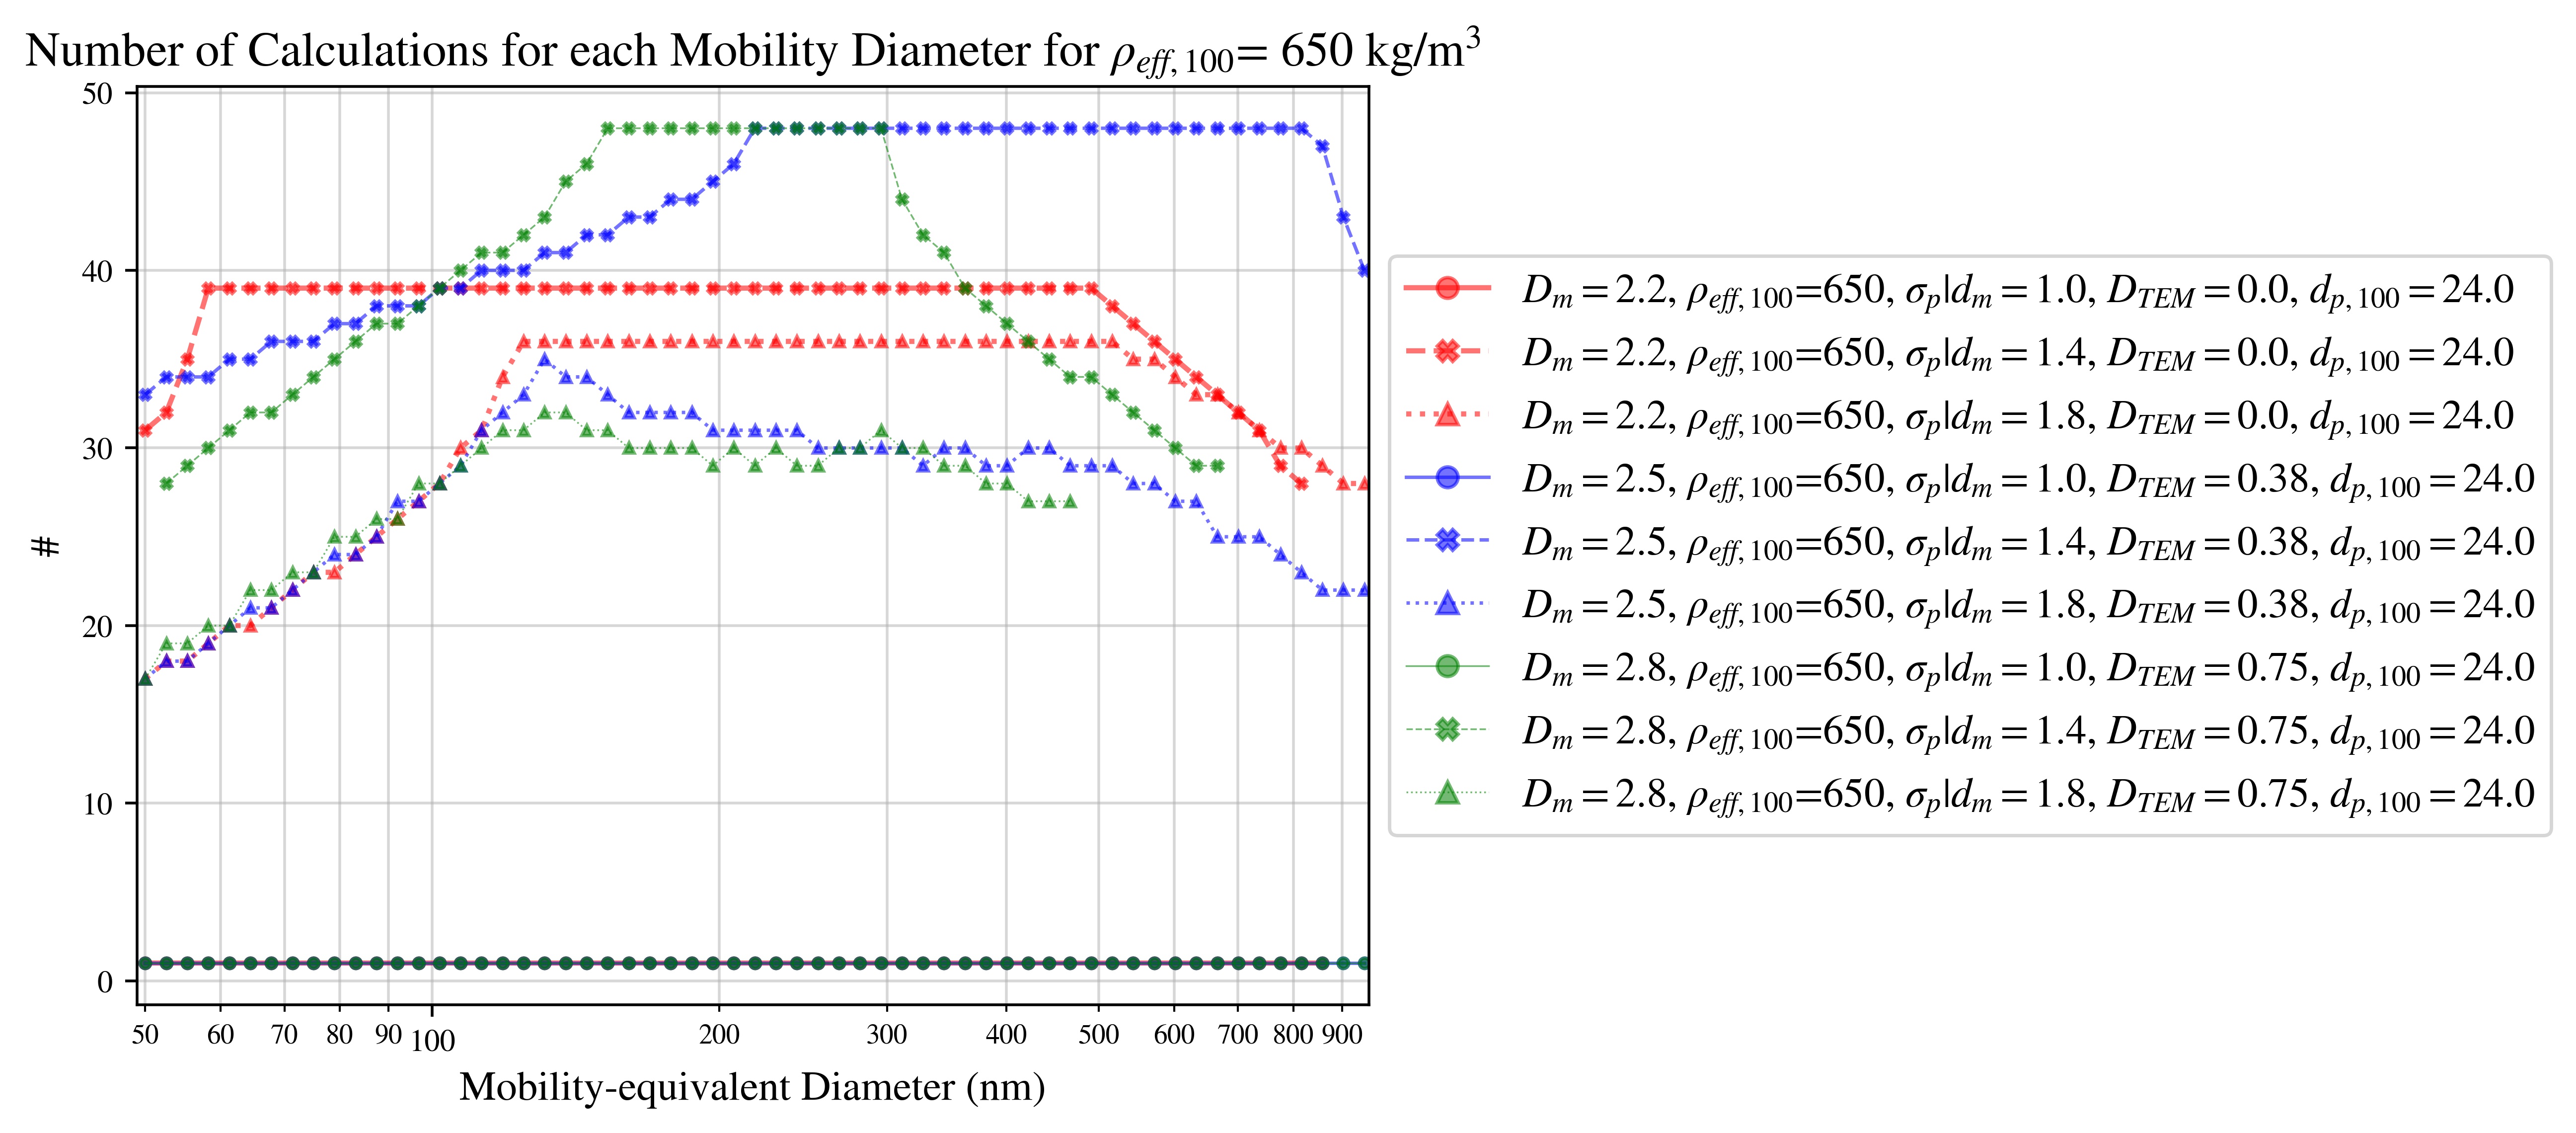 Number of Calculations for each Mobility Diameter for ρeff,100= 650 kg/m³
50
40
30
20
10
0
#
50 60 70 80 90 100 200 300 400 500 600 700 800 900
Mobility-equivalent Diameter (nm)
Dm=2.2, ρeff,100=650, σp|dm=1.0, DTEM=0.0, dp,100=24.0
Dm=2.2, ρeff,100=650, σp|dm=1.4, DTEM=0.0, dp,100=24.0
Dm=2.2, ρeff,100=650, σp|dm=1.8, DTEM=0.0, dp,100=24.0
Dm=2.5, ρeff,100=650, σp|dm=1.0, DTEM=0.38, dp,100=24.0
Dm=2.5, ρeff,100=650, σp|dm=1.4, DTEM=0.38, dp,100=24.0
Dm=2.5, ρeff,100=650, σp|dm=1.8, DTEM=0.38, dp,100=24.0
Dm=2.8, ρeff,100=650, σp|dm=1.0, DTEM=0.75, dp,100=24.0
Dm=2.8, ρeff,100=650, σp|dm=1.4, DTEM=0.75, dp,100=24.0
Dm=2.8, ρeff,100=650, σp|dm=1.8, DTEM=0.75, dp,100=24.0